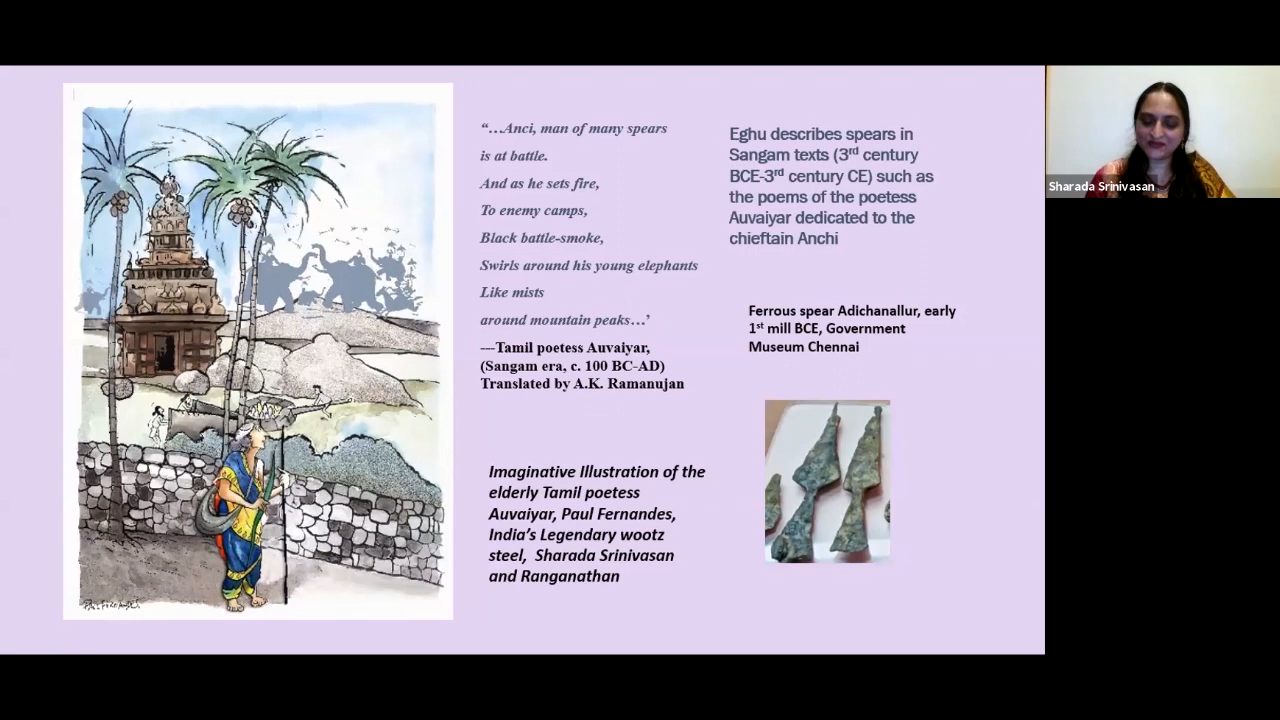 “…Anci, man of many spears
is at battle.
And as he sets fire,
To enemy camps,
Black battle-smoke,
Swirls around his young elephants
Like mists
around mountain peaks…’
---Tamil poetess Auvaiyar,
(Sangam era, c. 100 BC-AD)
Translated by A.K. Ramanujan
Imaginative Illustration of the
elderly Tamil poetess
Auvaiyar, Paul Fernandes,
India’s Legendary wootz
steel, Sharada Srinivasan
and Ranganathan
Eghu describes spears in
Sangam texts (3rd century
BCE-3rd century CE) such as
the poems of the poetess
Auvaiyar dedicated to the
chieftain Anchi
Ferrous spear Adichanallur, early
1st mill BCE, Government
Museum Chennai
Sharada Srinivasan